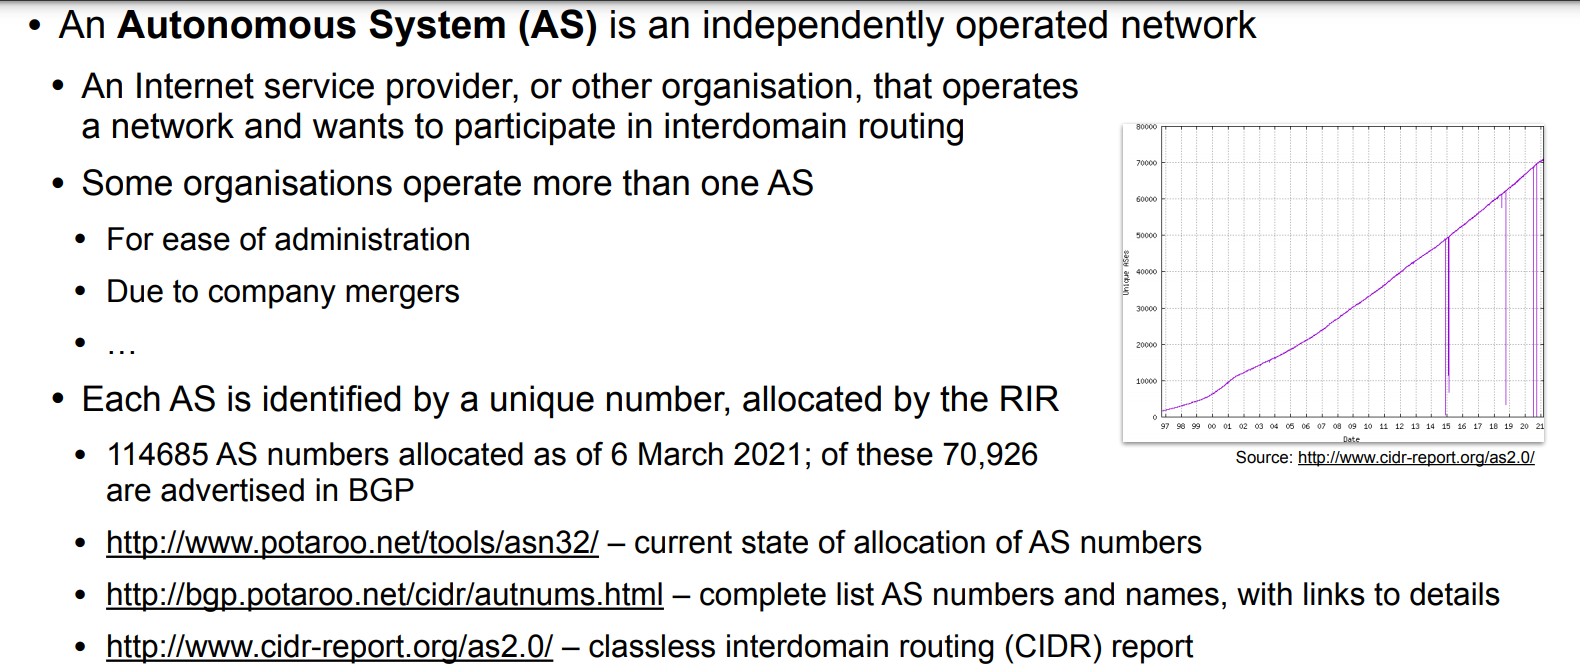 • An Autonomous System (AS) is an independently operated network
• An Internet service provider, or other organisation, that operates
a network and wants to participate in interdomain routing
• Some organisations operate more than one AS
• For ease of administration
• Due to company mergers
• …
• Each AS is identified by a unique number, allocated by the RIR
• 114685 AS numbers allocated as of 6 March 2021; of these 70,926
are advertised in BGP
• http://www.potaroo.net/tools/asn32/ – current state of allocation of AS numbers
• http://bgp.potaroo.net/cidr/autnums.html – complete list AS numbers and names, with links to details
• http://www.cidr-report.org/as2.0/ – classless interdomain routing (CIDR) report
80000
70000
60000
50000
40000
30000
20000
10000
0
Unique ASes
97 98 99 00 01 02 03 04 05 06 07 08 09 10 11 12 13 14 15 16 17 18 19 20 21
Date
Source: http://www.cidr-report.org/as2.0/